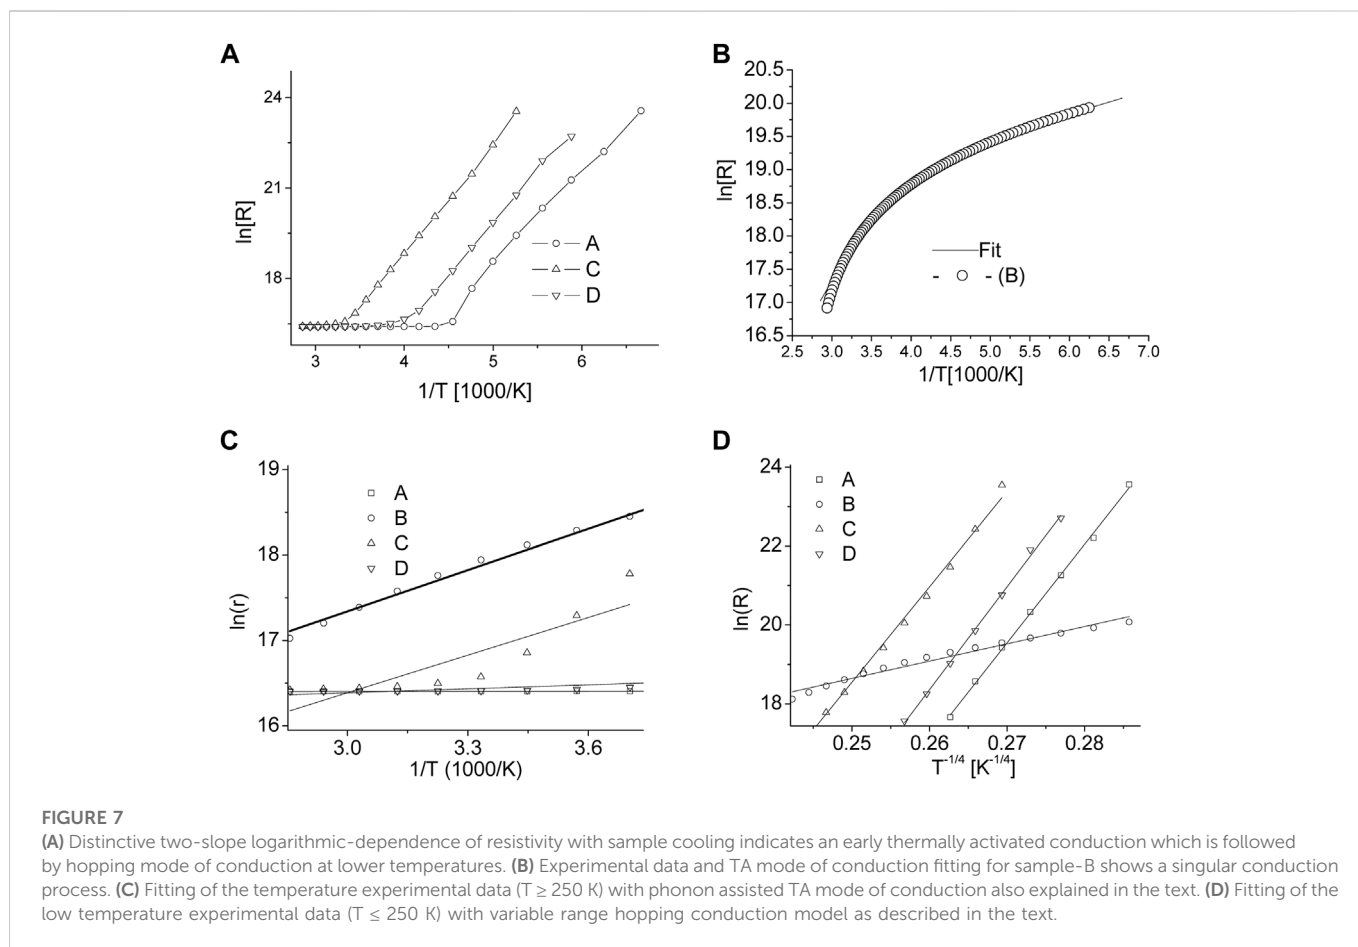 A
24
21
18
3
4
5
6
ln[R]
1/T [1000/K]
A
C
D
B
20.5
20.0
19.5
19.0
18.5
18.0
17.5
17.0
16.5
2.5
3.0
3.5
4.0
4.5
5.0
5.5
6.0
6.5
7.0
ln[R]
1/T[1000/K]
Fit
- (B)
C
19
18
17
16
3.0
3.3
3.6
ln(r)
1/T (1000/K)
A
B
C
D
D
24
22
20
18
0.25
0.26
0.27
0.28
ln(R)
T-1/4 [K-1/4]
A
B
C
D
FIGURE 7
(A) Distinctive two-slope logarithmic-dependence of resistivity with sample cooling indicates an early thermally activated conduction which is followed
by hopping mode of conduction at lower temperatures. (B) Experimental data and TA mode of conduction fitting for sample-B shows a singular conduction
process. (C) Fitting of the temperature experimental data (T ≥ 250 K) with phonon assisted TA mode of conduction also explained in the text. (D) Fitting of the
low temperature experimental data (T ≤ 250 K) with variable range hopping conduction model as described in the text.